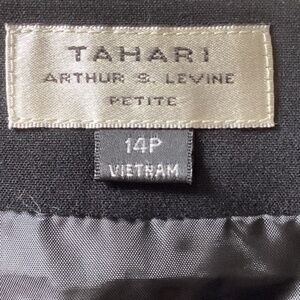 TAHARI
ARTHUR S. LEVINE
PETITE
14P
VIETNAM